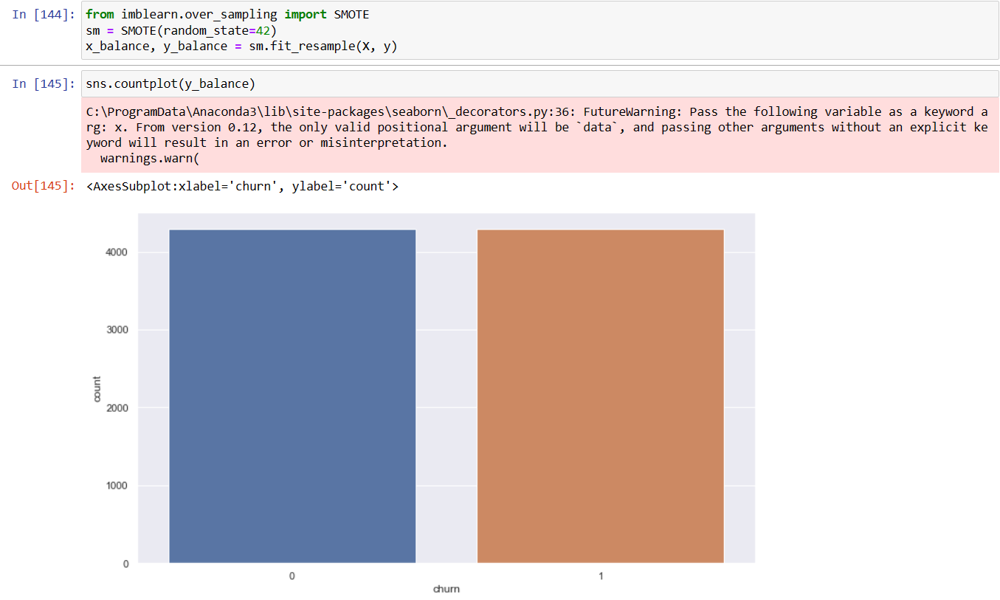 In [144]: from imblearn.over_sampling import SMOTE
sm = SMOTE(random_state=42)
x_balance, y_balance = sm.fit_resample(X, y)
In [145]: sns.countplot(y_balance)
C:\ProgramData\Anaconda3\lib\site-packages\seaborn\_decorators.py:36: FutureWarning: Pass the following variable as a keyword a
rg: x. From version 0.12, the only valid positional argument will be `data`, and passing other arguments without an explicit ke
yword will result in an error or misinterpretation.
warnings.warn(
Out[145]: <AxesSubplot:xlabel='churn', ylabel='count'>
4000
3000
count
2000
1000
0
0 1
churn